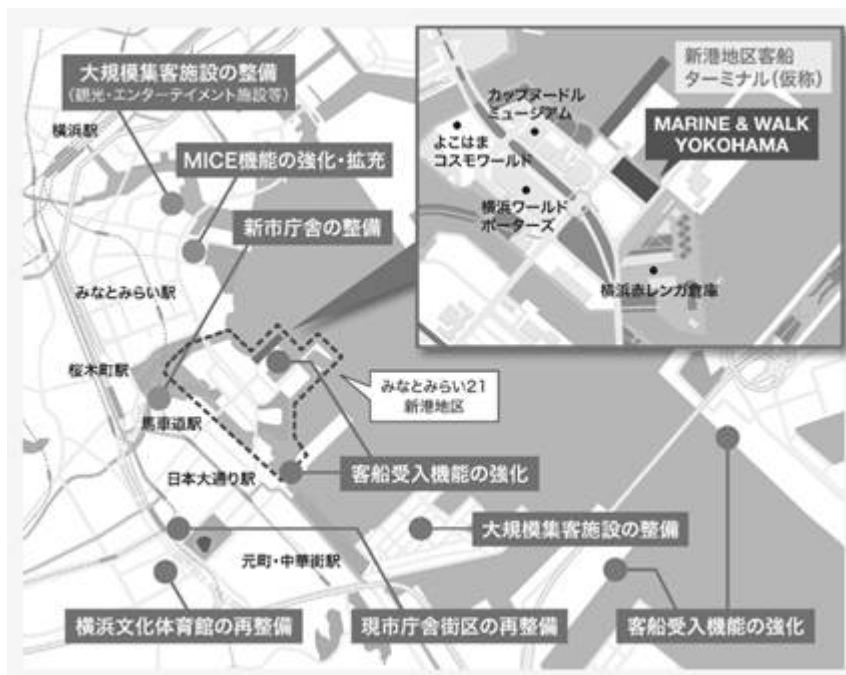 大規模集客施設の整備
(観光・エンターテイメント施設等)
横浜駅
MICE機能の強化・拡充
新市庁舎の整備
みなとみらい駅
桜木町駅
馬車道駅
日本大通り駅
元町・中華街駅
新港地区客船
ターミナル(仮称)
カップヌードル
ミュージアム
MARINE & WALK
YOKOHAMA
よこはま
コスモワールド
横浜ワールド
ポーターズ
横浜赤レンガ倉庫
みなとみらい21
新港地区
客船受入機能の強化
大規模集客施設の整備
横浜文化体育館の再整備
現市庁舎街区の再整備
客船受入機能の強化